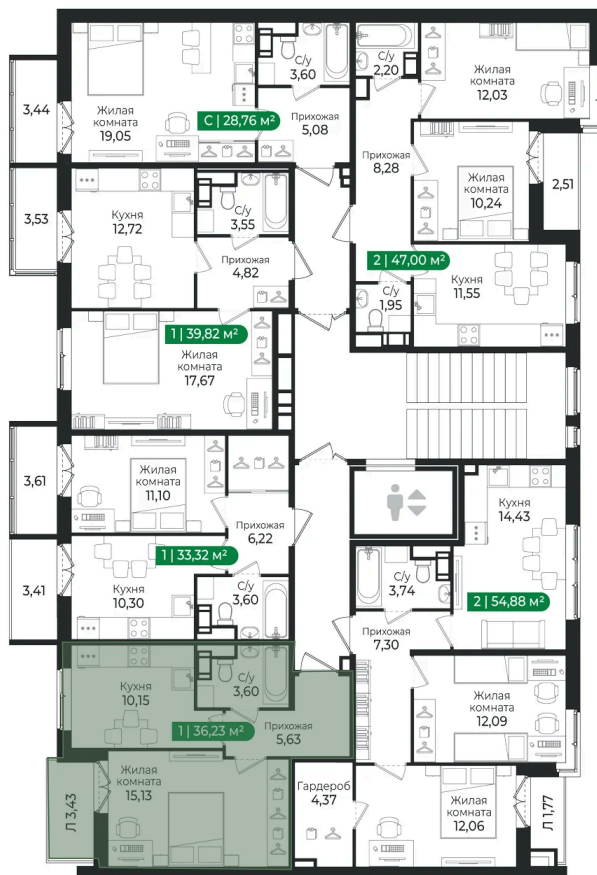 С/у
3,60
С/у
2,20
Жилая
комната
12,03
3,44
Жилая
комната
19,05
С | 28,76 м²
Прихожая
5,08
Прихожая
8,28
Жилая
комната
10,24
2,51
3,53
Кухня
12,72
С/у
3,55
Прихожая
4,82
2 | 47,00 м²
С/у
1,95
Кухня
11,55
1 | 39,82 м²
Жилая
комната
17,67
3,61
Жилая
комната
11,10
Прихожая
6,22
Кухня
14,43
3,41
1 | 33,32 м²
Кухня
10,30
С/у
3,60
С/у
3,74
2 | 54,88 м²
Прихожая
7,30
Кухня
10,15
С/у
3,60
1 | 36,23 м²
Прихожая
5,63
Жилая
комната
12,09
Л 3,43
Жилая
комната
15,13
Гардероб
4,37
Жилая
комната
12,06
Л 1,77